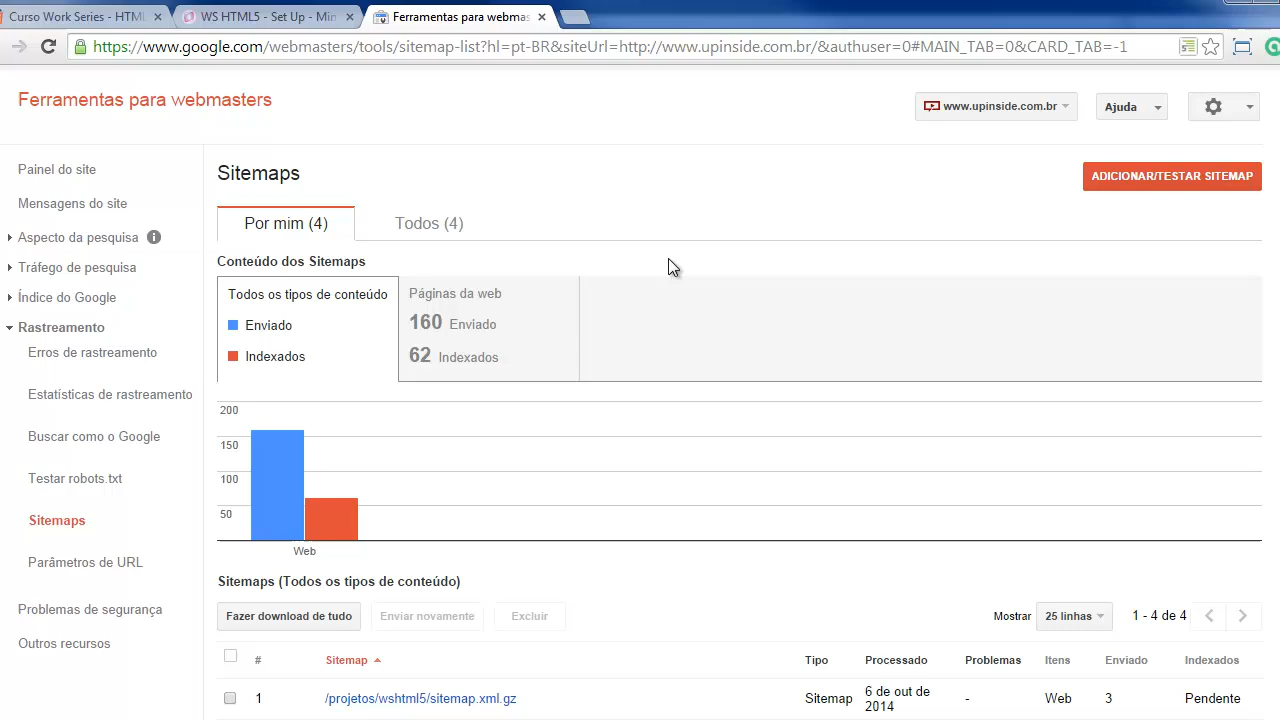 Curso Work Series - HTML
WS HTML5 - Set Up - Min
Ferramentas para webmas
https://www.google.com/webmasters/tools/sitemap-list?hl=pt-BR&siteUrl=http://www.upinside.com.br/&authuser=0#MAIN_TAB=0&CARD_TAB=-1
Ferramentas para webmasters
www.upinside.com.br
Ajuda
Painel do site
Mensagens do site
Aspecto da pesquisa
Tráfego de pesquisa
Índice do Google
Rastreamento
Erros de rastreamento
Estatísticas de rastreamento
Buscar como o Google
Testar robots.txt
Sitemaps
Parâmetros de URL
Problemas de segurança
Outros recursos
Sitemaps
ADICIONAR/TESTAR SITEMAP
Por mim (4)
Todos (4)
Conteúdo dos Sitemaps
Todos os tipos de conteúdo
Enviado
Indexados
Páginas da web
160 Enviado
62 Indexados
200
150
100
50
Web
Sitemaps (Todos os tipos de conteúdo)
Fazer download de tudo
Enviar novamente
Excluir
Mostrar
25 linhas
1 - 4 de 4
# Sitemap Tipo Processado Problemas Itens Enviado Indexados
1 /projetos/wshtml5/sitemap.xml.gz Sitemap 6 de out de - Web 3 Pendente
2014